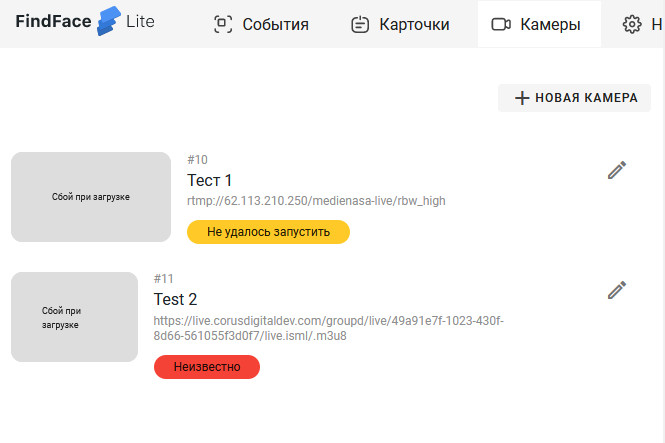 FindFace Lite
События
Карточки
Камеры
Н
НОВАЯ КАМЕРА
Сбой при загрузке
#10
Тест 1
rtmp://62.113.210.250/medienasa-live/rbw_high
Не удалось запустить
Сбой при
загрузке
#11
Test 2
https://live.corusdigitaldev.com/groupd/live/49a91e7f-1023-430f-
8d66-561055f3d0f7/live.isml/.m3u8
Неизвестно